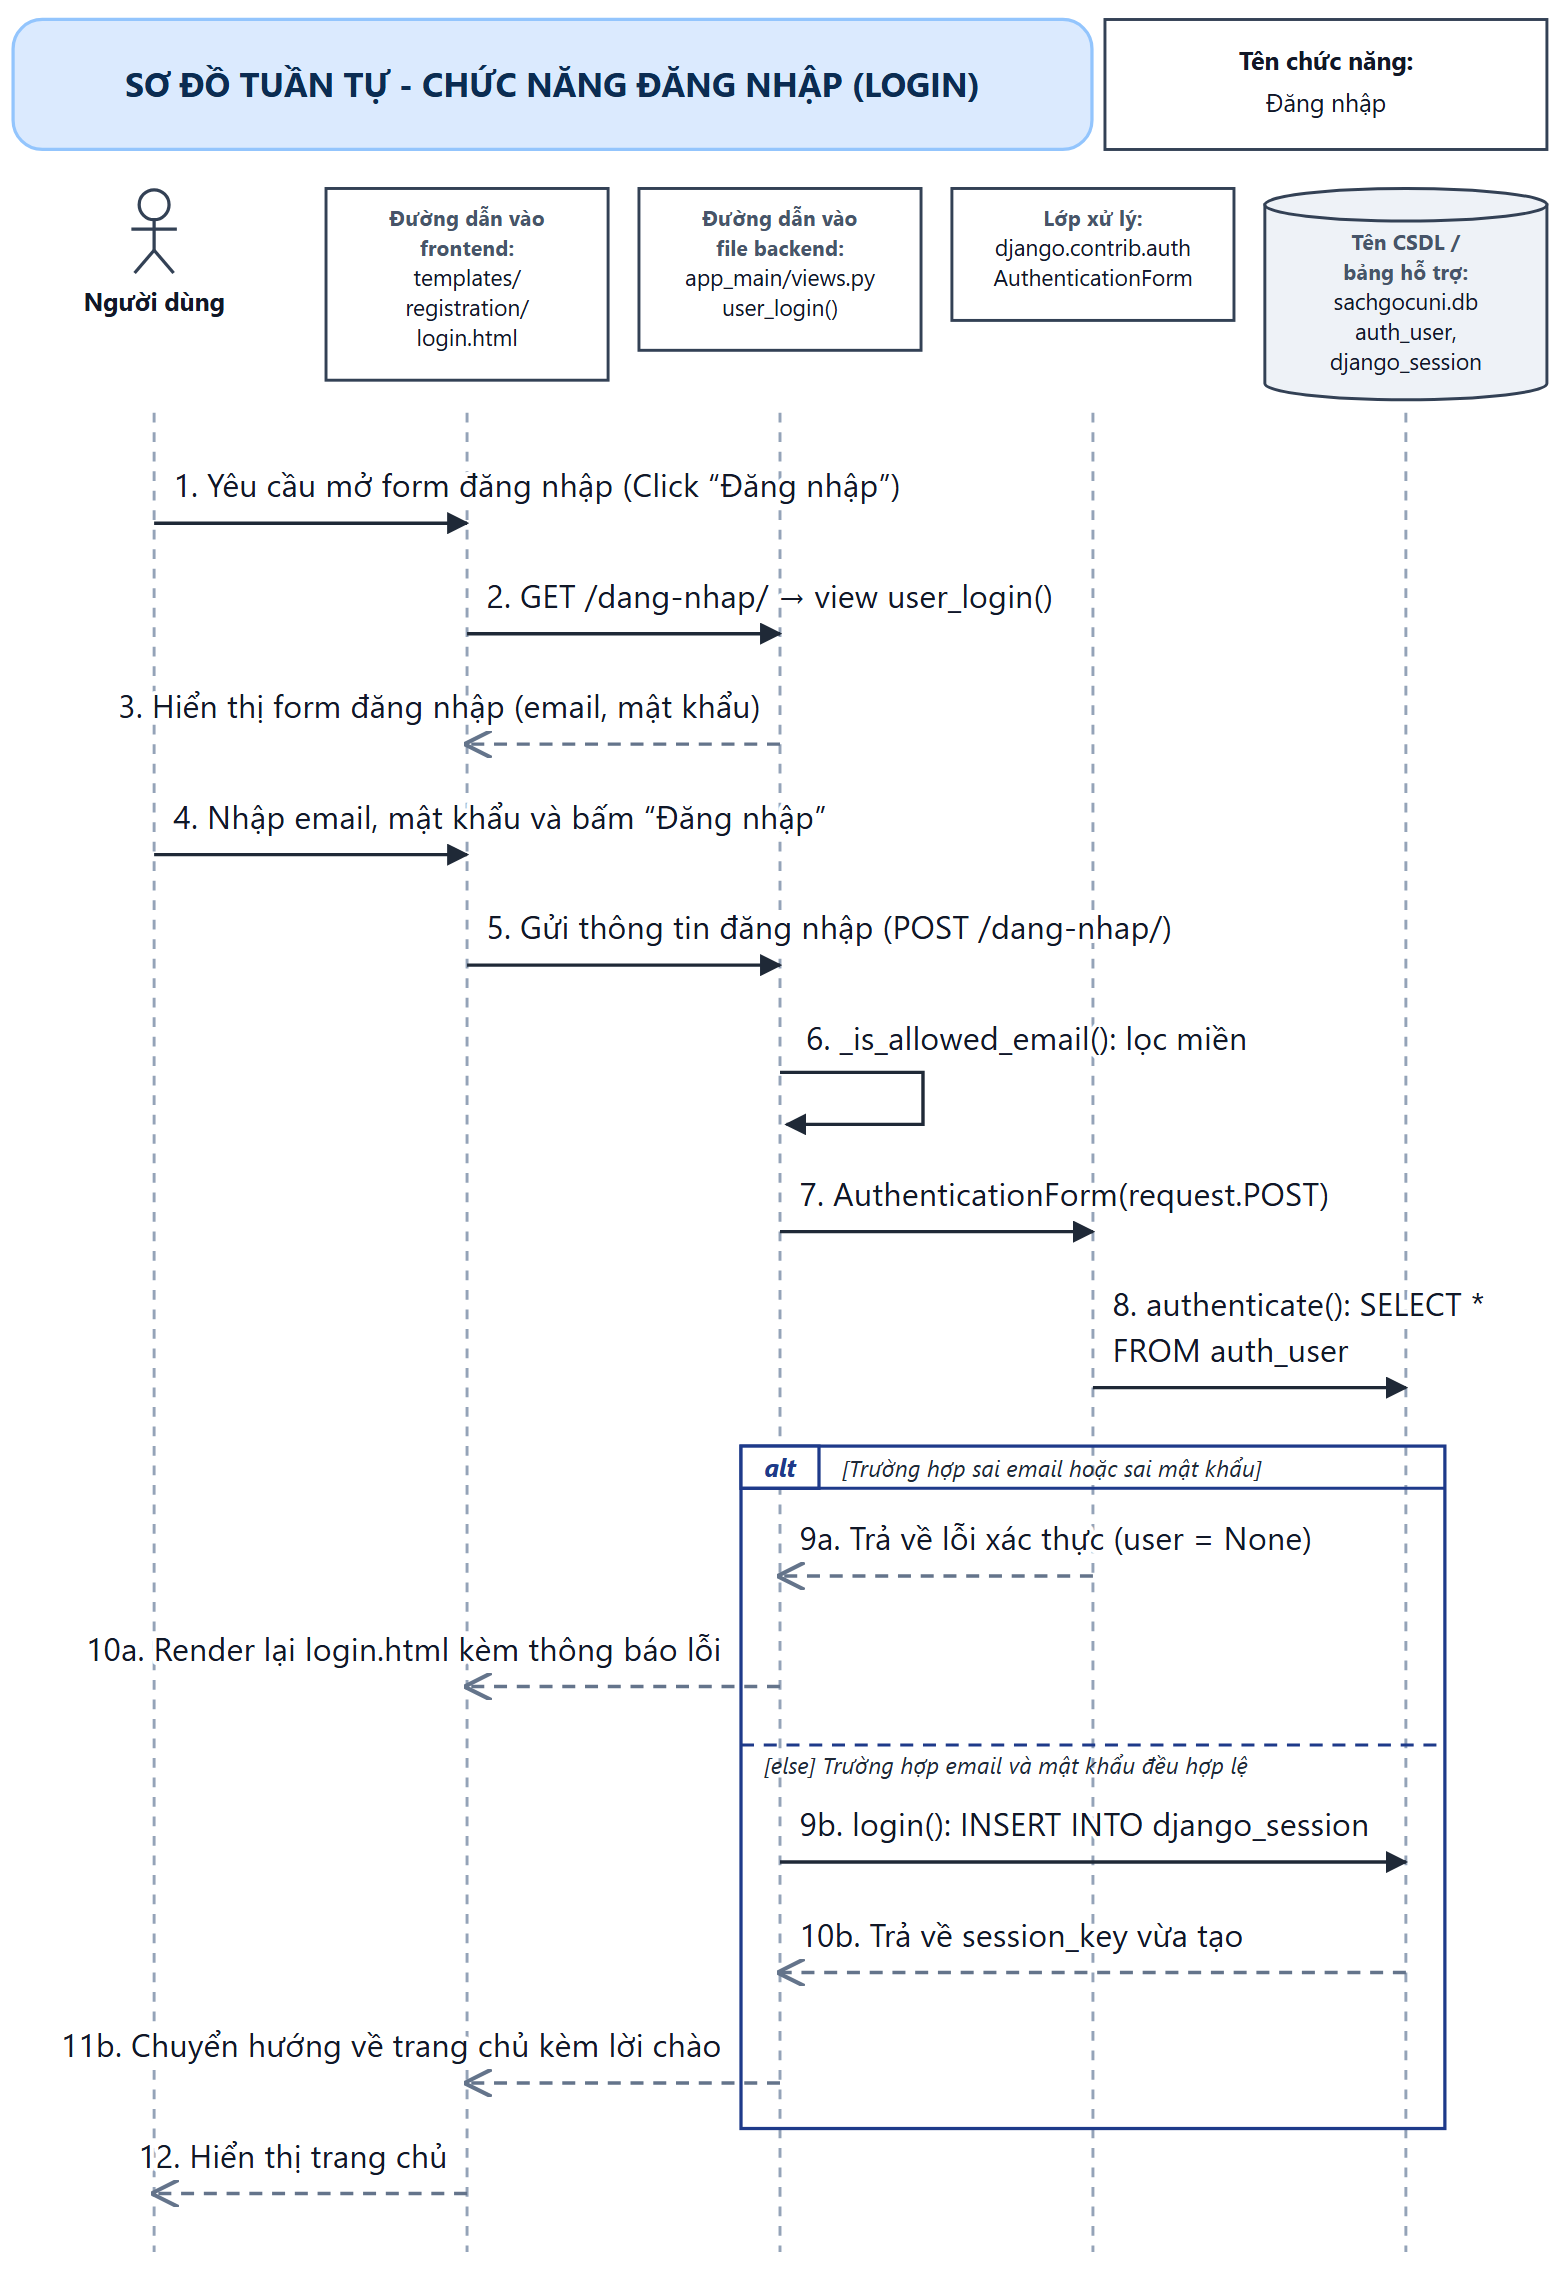 SƠ ĐỒ TUẦN TỰ - CHỨC NĂNG ĐĂNG NHẬP (LOGIN)
Tên chức năng:
Đăng nhập
Người dùng
Đường dẫn vào
frontend:
templates/
registration/
login.html
Đường dẫn vào
file backend:
app_main/views.py
user_login()
Lớp xử lý:
django.contrib.auth
AuthenticationForm
Tên CSDL /
bảng hỗ trợ:
sachgocuni.db
auth_user,
django_session
1. Yêu cầu mở form đăng nhập (Click “Đăng nhập”)
2. GET /dang-nhap/ → view user_login()
3. Hiển thị form đăng nhập (email, mật khẩu)
4. Nhập email, mật khẩu và bấm “Đăng nhập”
5. Gửi thông tin đăng nhập (POST /dang-nhap/)
6. _is_allowed_email(): lọc miền
7. AuthenticationForm(request.POST)
8. authenticate(): SELECT *
FROM auth_user
alt [Trường hợp sai email hoặc sai mật khẩu]
9a. Trả về lỗi xác thực (user = None)
10a. Render lại login.html kèm thông báo lỗi
[else] Trường hợp email và mật khẩu đều hợp lệ
9b. login(): INSERT INTO django_session
10b. Trả về session_key vừa tạo
11b. Chuyển hướng về trang chủ kèm lời chào
12. Hiển thị trang chủ